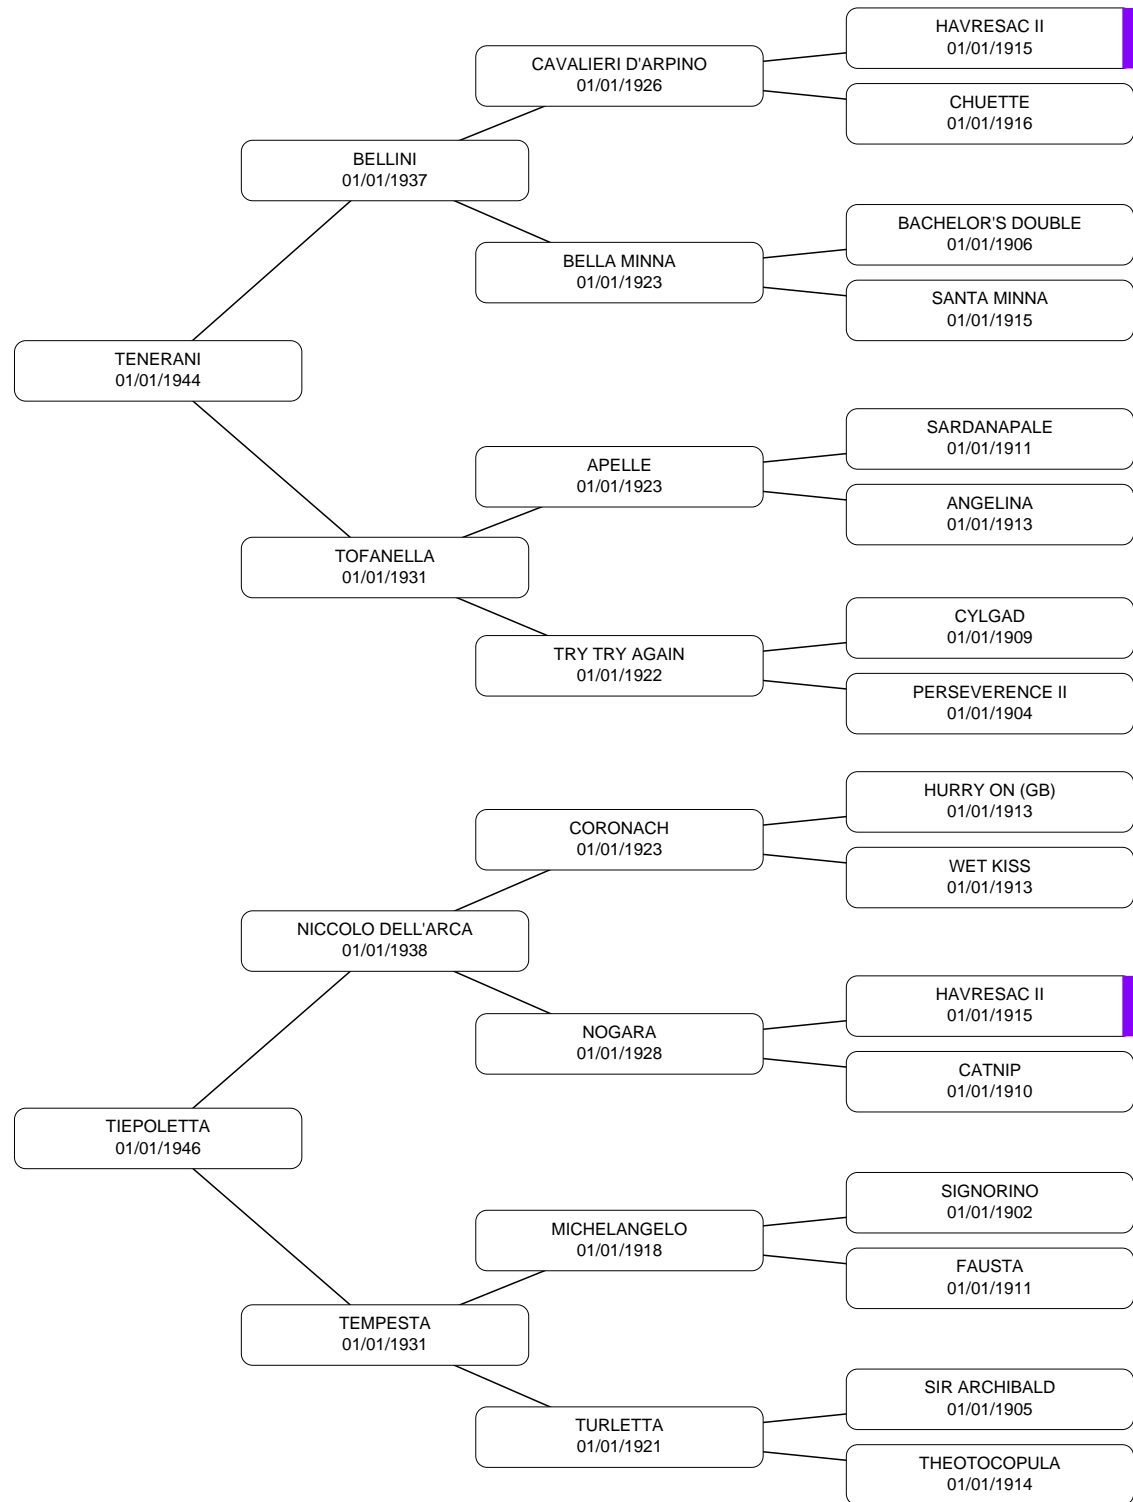 HAVRESAC II
01/01/1915
CAVALIERI D'ARPINO
01/01/1926
CHUETTE
01/01/1916
BELLINI
01/01/1937
BACHELOR'S DOUBLE
01/01/1906
BELLA MINNA
01/01/1923
SANTA MINNA
01/01/1915
TENERANI
01/01/1944
SARDANAPALE
01/01/1911
APELLE
01/01/1923
ANGELINA
01/01/1913
TOFANELLA
01/01/1931
CYLGAD
01/01/1909
TRY TRY AGAIN
01/01/1922
PERSEVERENCE II
01/01/1904
HURRY ON (GB)
01/01/1913
CORONACH
01/01/1923
WET KISS
01/01/1913
NICCOLO DELL'ARCA
01/01/1938
HAVRESAC II
01/01/1915
NOGARA
01/01/1928
CATNIP
01/01/1910
TIEPOLETTA
01/01/1946
SIGNORINO
01/01/1902
MICHELANGELO
01/01/1918
FAUSTA
01/01/1911
TEMPESTA
01/01/1931
SIR ARCHIBALD
01/01/1905
TURLETTA
01/01/1921
THEOTOCOPULA
01/01/1914